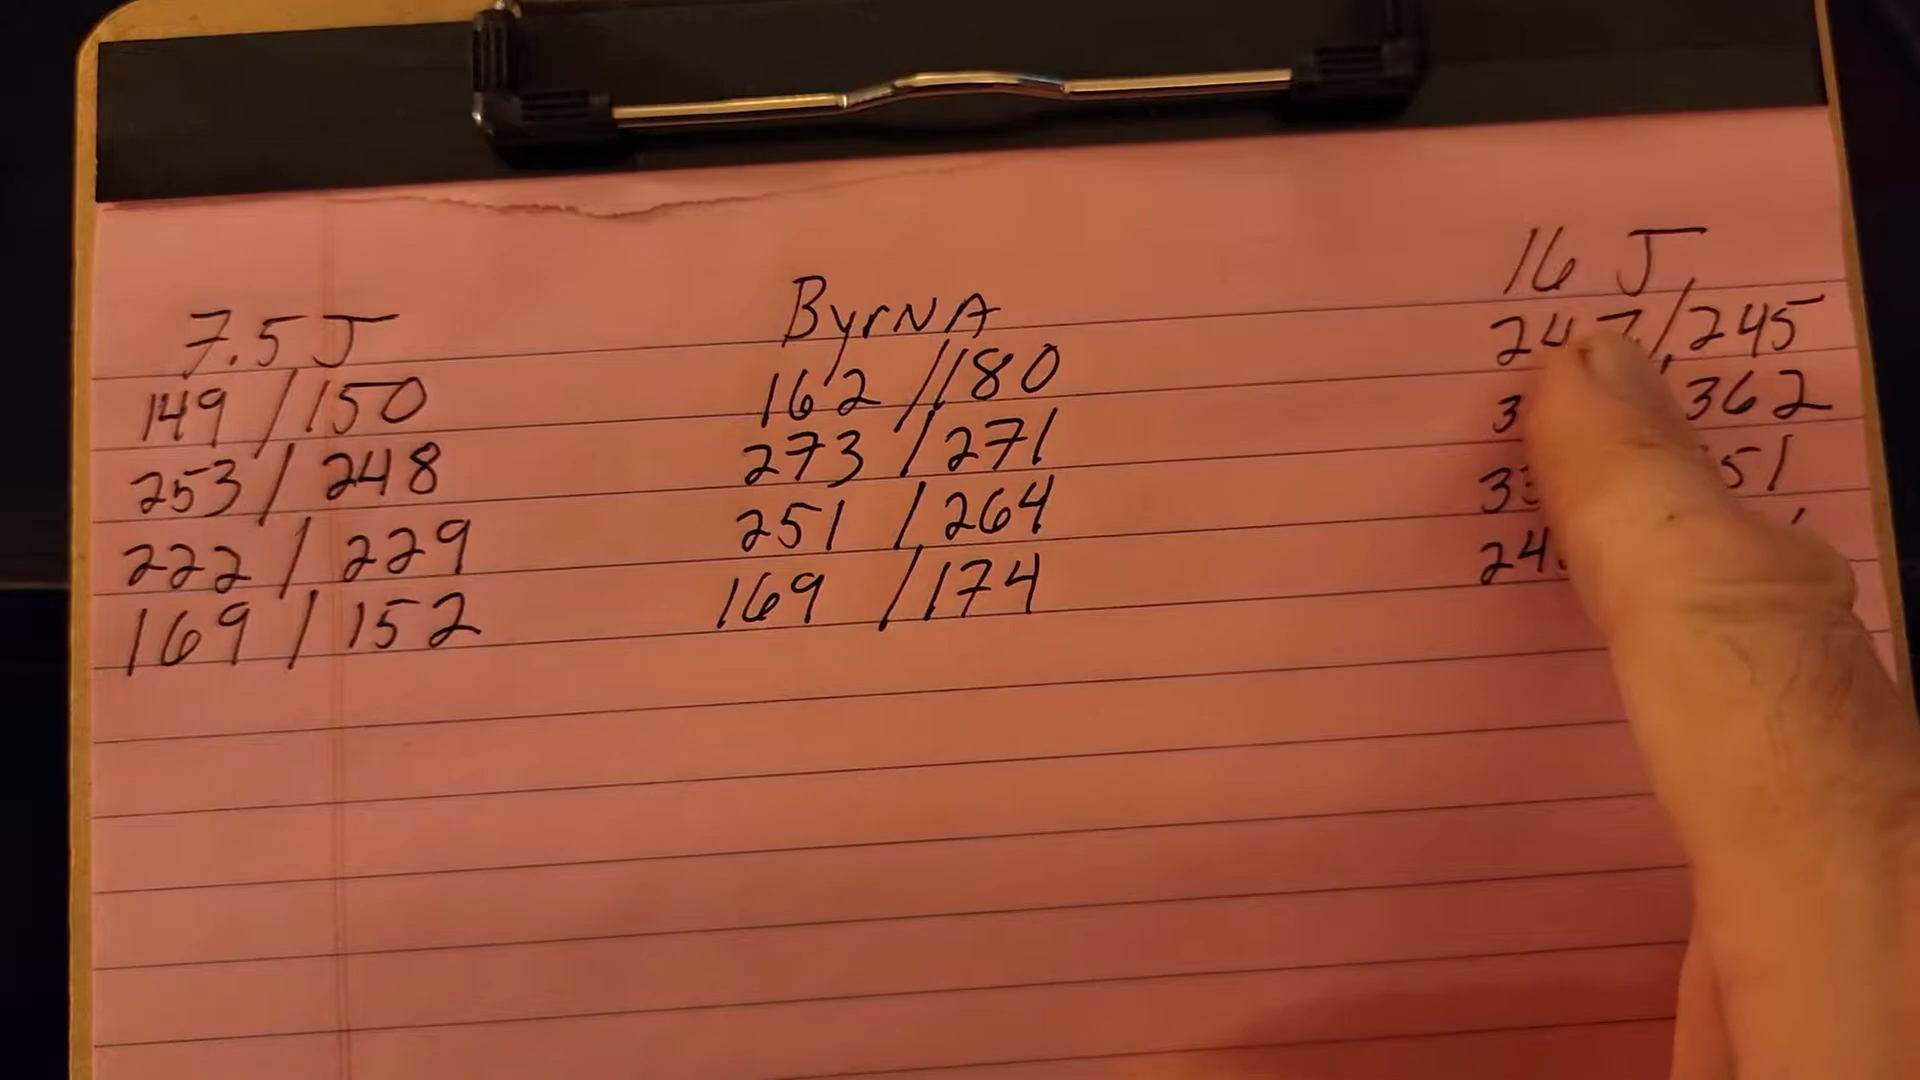 7.5 J
149 / 150
253 / 248
222 / 229
169 / 152
ByrNA
162 / 180
273 / 271
251 / 264
169 / 174
16 J
247 / 245
362